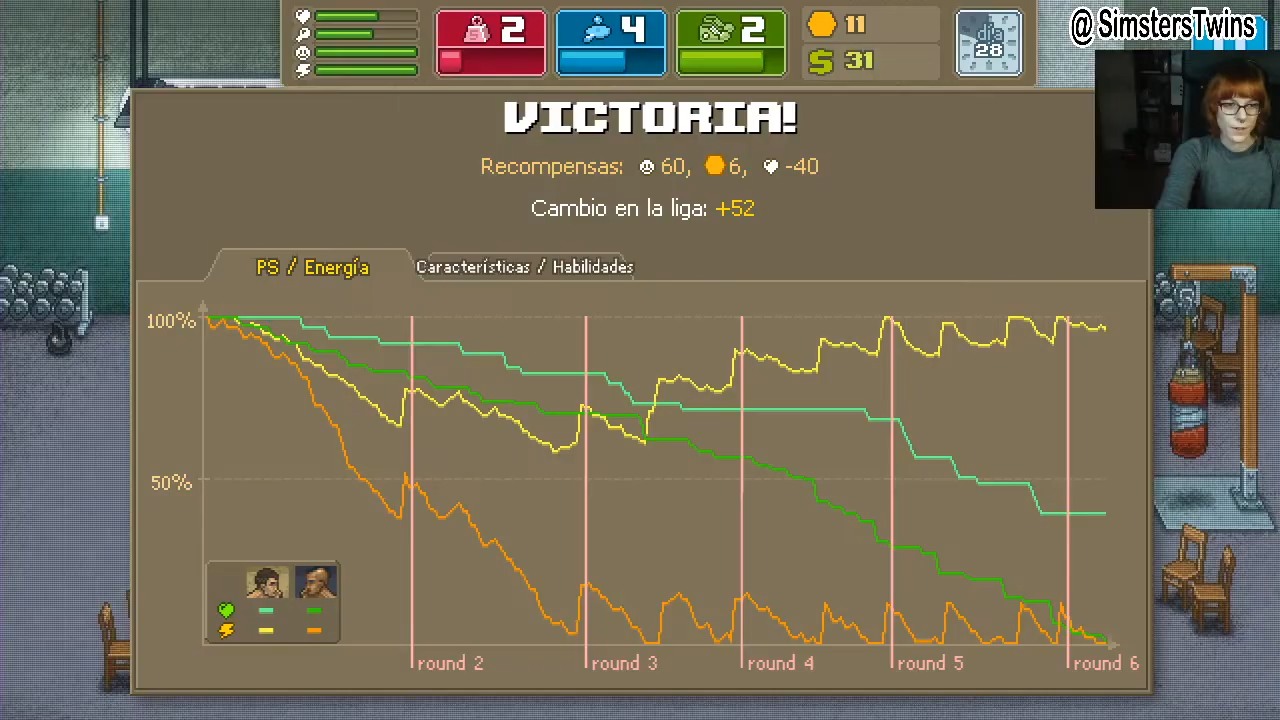 2
4
2
11
31
día
28
@SimstersTwins
VICTORIA!
Recompensas: 60, 6, -40
Cambio en la liga: +52
PS / Energía
Características / Habilidades
100%
50%
round 2
round 3
round 4
round 5
round 6